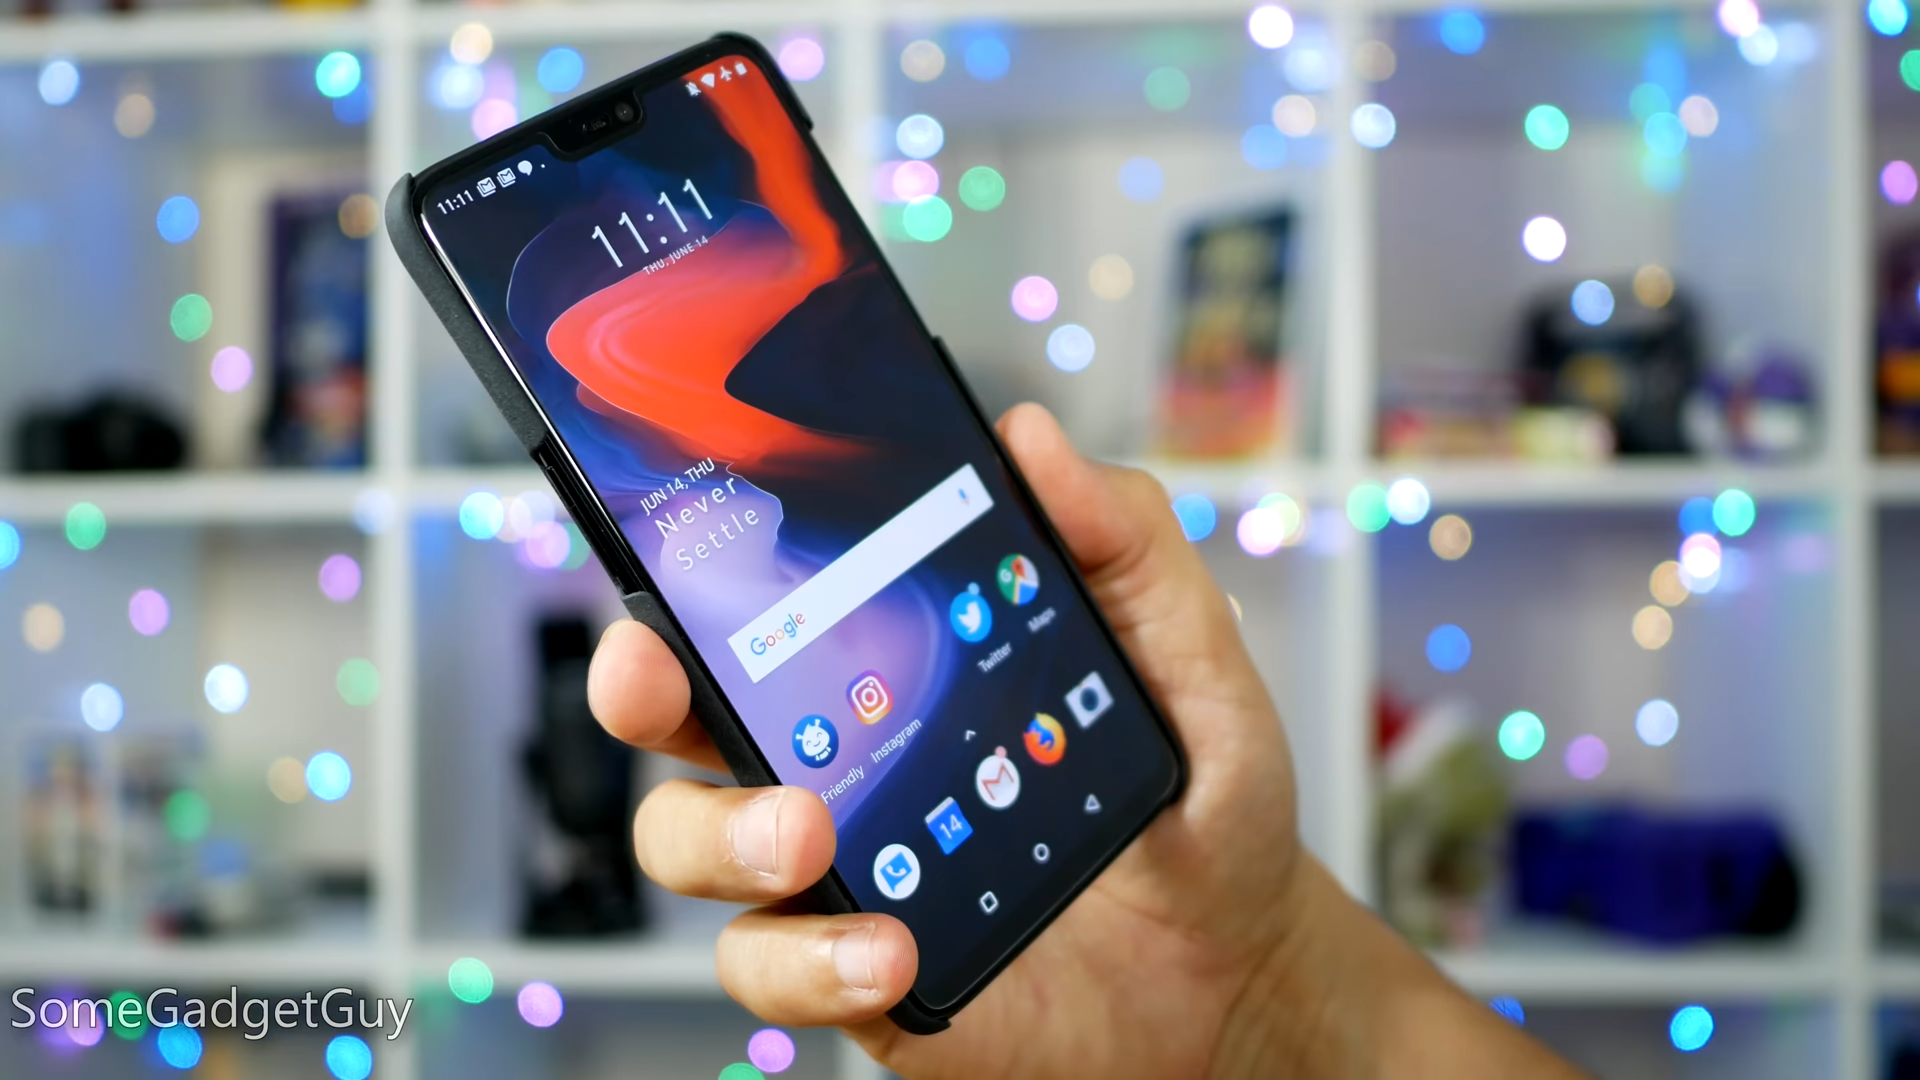 11:11
11:11
THU, JUNE 14
JUN 14, THU
Never
Settle
Google
Twitter
Maps
Friendly
Instagram
14
SomeGadgetGuy